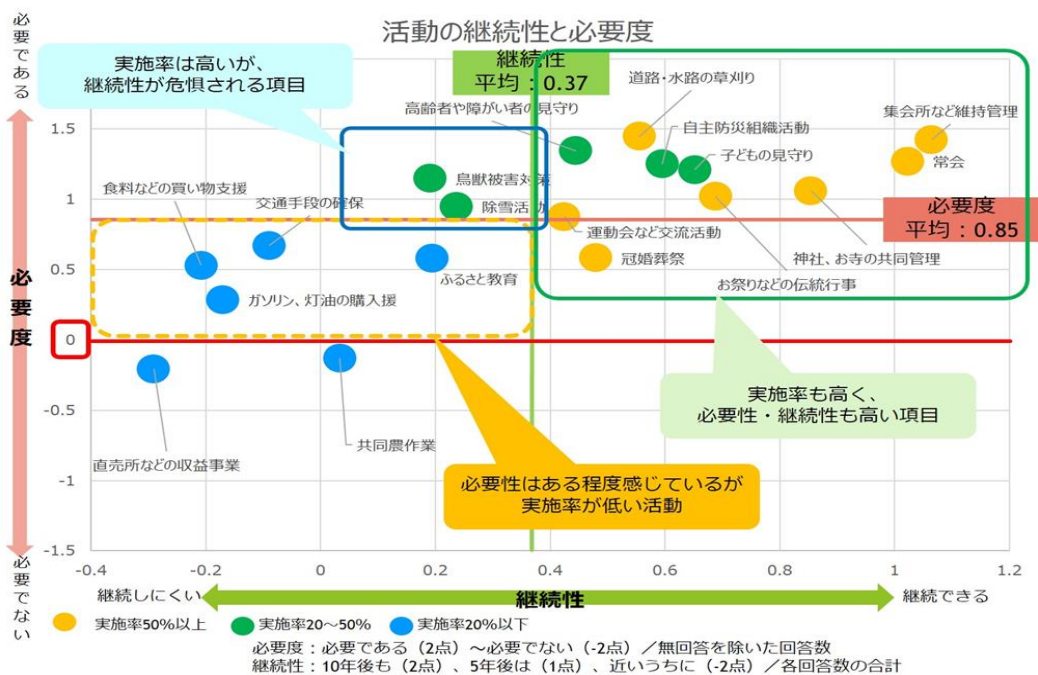 活動の継続性と必要度
必要である
実施率は高いが、
継続性が危惧される項目
継続性
平均：0.37
道路・水路の草刈り
高齢者や障がい者の見守り
集会所など維持管理
自主防災組織活動
子どもの見守り
常会
鳥獣被害対策
食料などの買い物支援
交通手段の確保
除雪活動
必要度
平均：0.85
運動会など交流活動
冠婚葬祭
神社、お寺の共同管理
ふるさと教育
お祭りなどの伝統行事
ガソリン、灯油の購入援
必要度
1.5
1
0.5
0
-0.5
-1
-1.5
実施率も高く、
必要性・継続性も高い項目
共同農作業
直売所などの収益事業
必要性はある程度感じているが
実施率が低い活動
-0.4
-0.2
0
0.2
0.4
0.6
0.8
1
1.2
必要でない
継続しにくい
継続性
継続できる
実施率50%以上
実施率20～50%
実施率20%以下
必要度：必要である（2点）～必要でない（-2点）／無回答を除いた回答数
継続性：10年後も（2点）、5年後は（1点）、近いうちに（-2点）／各回答数の合計